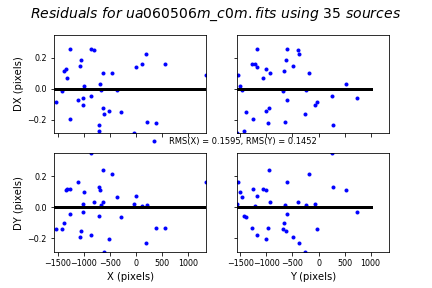 Residuals for ua060506m_c0m.fits using 35 sources
DX (pixels)
0.2
0.0
−0.2
RMS(X) = 0.1595, RMS(Y) = 0.1452
DY (pixels)
0.2
0.0
−0.2
−1500 −1000 −500 0 500 1000
−1500 −1000 −500 0 500 1000
X (pixels)
Y (pixels)